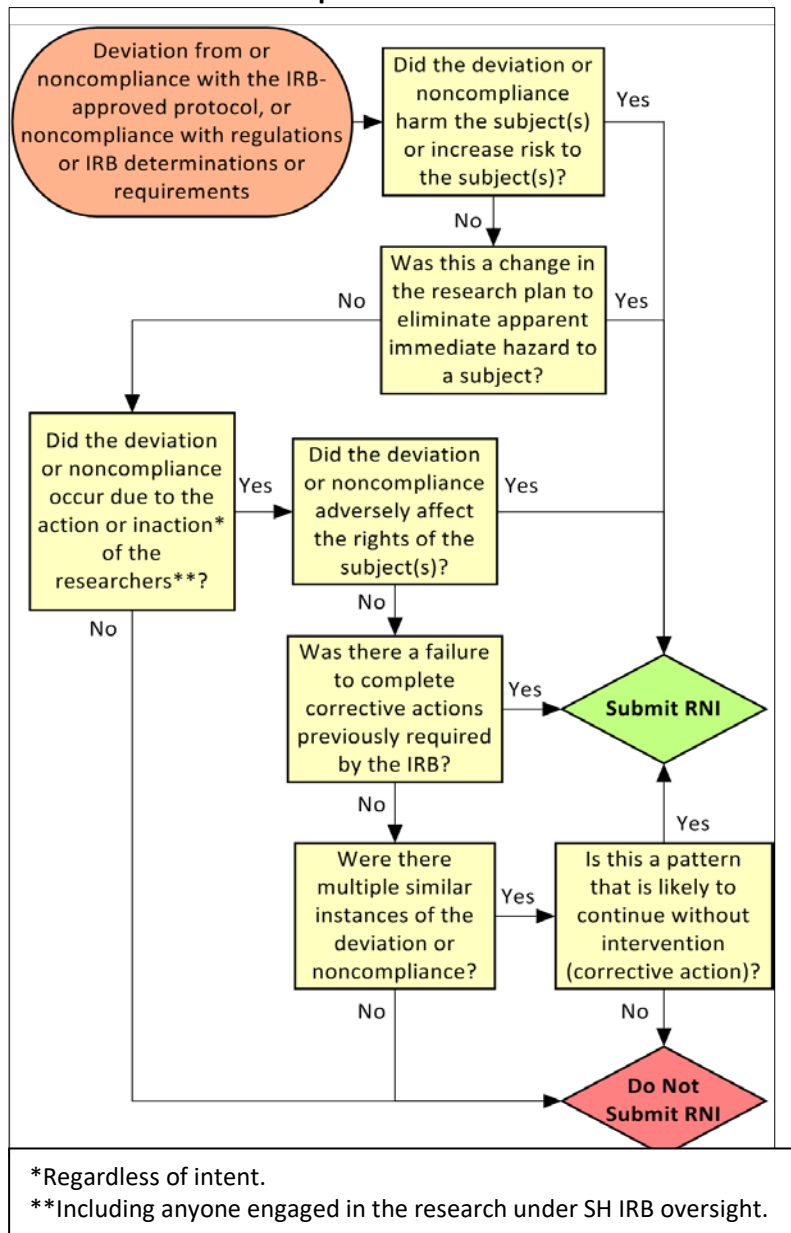 Deviation from or
noncompliance with the IRB-
approved protocol, or
noncompliance with regulations
or IRB determinations or
requirements
Did the deviation or
noncompliance
harm the subject(s)
or increase risk to
the subject(s)?
Yes
No
Was this a change in
the research plan to
eliminate apparent
immediate hazard to
a subject?
No
Yes
Did the deviation
or noncompliance
occur due to the
action or inaction*
of the
researchers**?
Yes
No
Did the deviation
or noncompliance
adversely affect
the rights of the
subject(s)?
Yes
No
Was there a failure
to complete
corrective actions
previously required
by the IRB?
Yes
No
Submit RNI
Were there
multiple similar
instances of the
deviation or
noncompliance?
Yes
No
Is this a pattern
that is likely to
continue without
intervention
(corrective action)?
Yes
No
Do Not
Submit RNI
*Regardless of intent.
**Including anyone engaged in the research under SH IRB oversight.